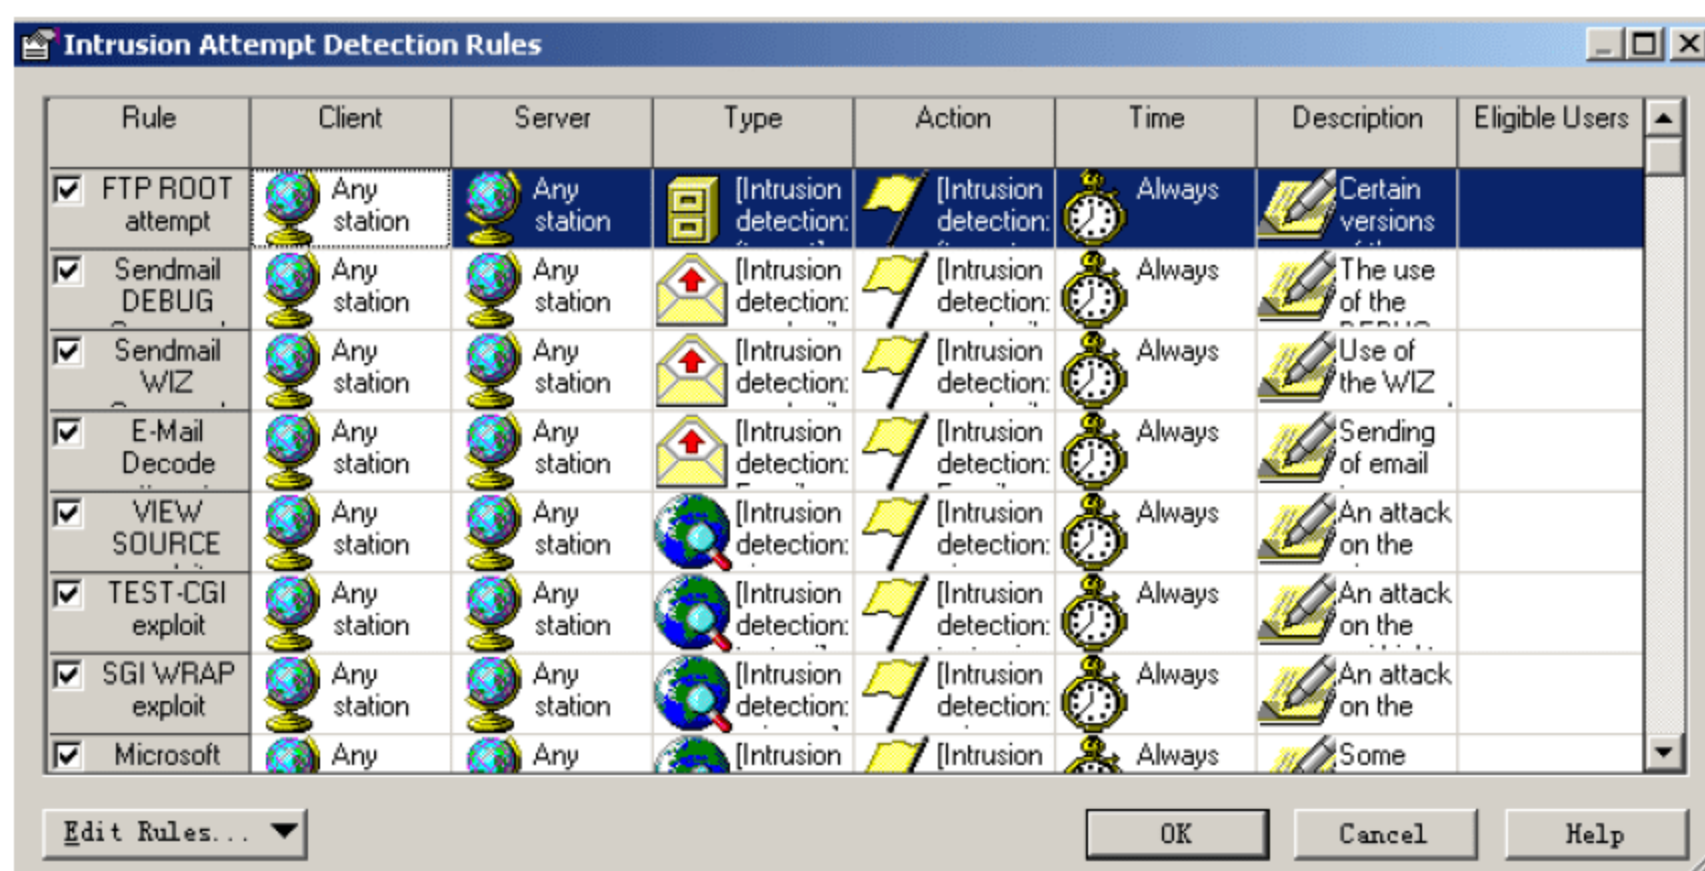 Intrusion Attempt Detection Rules
Rule Client Server Type Action Time Description Eligible Users
FTP ROOT Any Any [Intrusion [Intrusion Always Certain
attempt station station detection: detection: versions
Sendmail Any Any [Intrusion [Intrusion Always The use
DEBUG station station detection: detection: of the
Sendmail Any Any [Intrusion [Intrusion Always Use of
WIZ station station detection: detection: the WIZ
E-Mail Any Any [Intrusion [Intrusion Always Sending
Decode station station detection: detection: of email
VIEW Any Any [Intrusion [Intrusion Always An attack
SOURCE station station detection: detection: on the
TEST-CGI Any Any [Intrusion [Intrusion Always An attack
exploit station station detection: detection: on the
SGI WRAP Any Any [Intrusion [Intrusion Always An attack
exploit station station detection: detection: on the
Microsoft Any Any [Intrusion [Intrusion Always Some
Edit Rules... OK Cancel Help